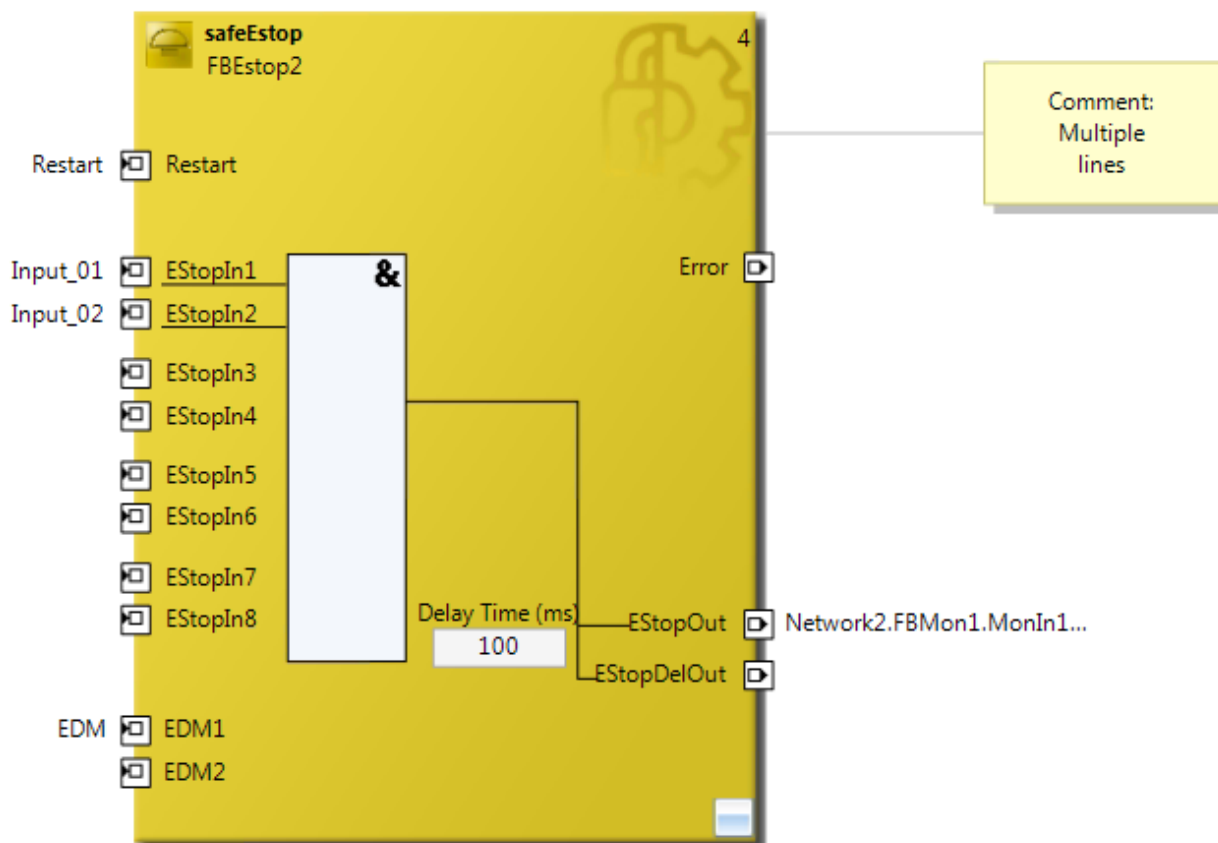 safeEstop
4
FBEstop2
Comment:
Multiple
lines
Restart
Restart
Input_01
EStopIn1
&
Error
Input_02
EStopIn2
EStopIn3
EStopIn4
EStopIn5
EStopIn6
EStopIn7
EStopIn8
Delay Time (ms)
100
EStopOut
Network2.FBMon1.MonIn1...
EStopDelOut
EDM
EDM1
EDM2